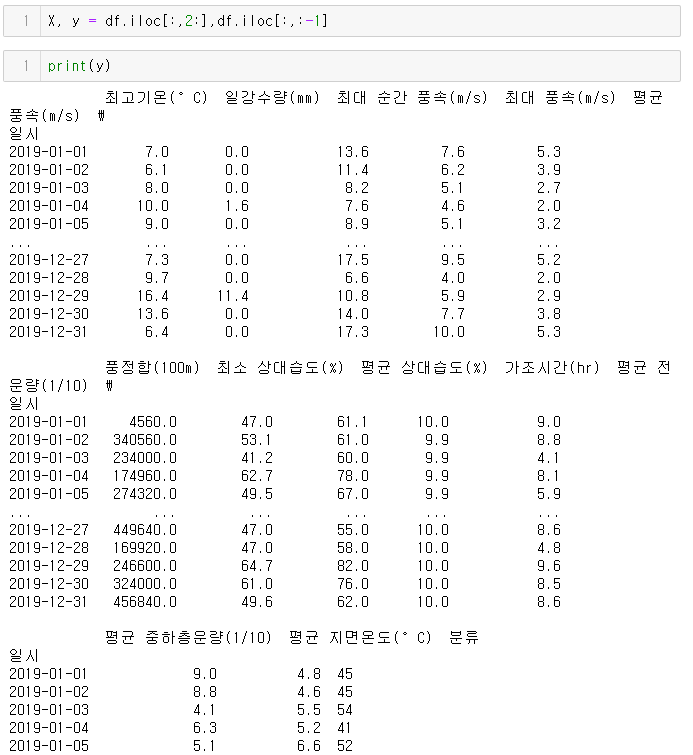 1 X, y = df.iloc[:,2:],df.iloc[:,:-1]
1 print(y)
최고기온(°C) 일강수량(mm) 최대 순간 풍속(m/s) 최대 풍속(m/s) 평균
풍속(m/s) ₩
일시
2019-01-01 7.0 0.0 13.6 7.6 5.3
2019-01-02 6.1 0.0 11.4 6.2 3.9
2019-01-03 8.0 0.0 8.2 5.1 2.7
2019-01-04 10.0 1.6 7.6 4.6 2.0
2019-01-05 9.0 0.0 8.9 5.1 3.2
... ... ... ... ... ...
2019-12-27 7.3 0.0 17.5 9.5 5.2
2019-12-28 9.7 0.0 6.6 4.0 2.0
2019-12-29 16.4 11.4 10.8 5.9 2.9
2019-12-30 13.6 0.0 14.0 7.7 3.8
2019-12-31 6.4 0.0 17.3 10.0 5.3
풍정합(100m) 최소 상대습도(%) 평균 상대습도(%) 가조시간(hr) 평균 전
운량(1/10) ₩
일시
2019-01-01 4560.0 47.0 61.1 10.0 9.0
2019-01-02 340560.0 53.1 61.0 9.9 8.8
2019-01-03 234000.0 41.2 60.0 9.9 4.1
2019-01-04 174960.0 62.7 78.0 9.9 8.1
2019-01-05 274320.0 49.5 67.0 9.9 5.9
... ... ... ... ... ...
2019-12-27 449640.0 47.0 55.0 10.0 8.6
2019-12-28 169920.0 47.0 58.0 10.0 4.8
2019-12-29 246600.0 64.7 82.0 10.0 9.6
2019-12-30 324000.0 61.0 76.0 10.0 8.5
2019-12-31 456840.0 49.6 62.0 10.0 8.6
평균 중하층운량(1/10) 평균 지면온도(°C) 분류
일시
2019-01-01 9.0 4.8 45
2019-01-02 8.8 4.6 45
2019-01-03 4.1 5.5 54
2019-01-04 6.3 5.2 41
2019-01-05 5.1 6.6 52